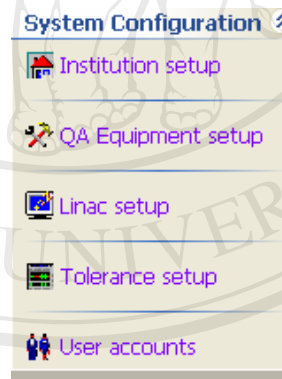 System Configuration
Institution setup
QA Equipment setup
Linac setup
Tolerance setup
User accounts